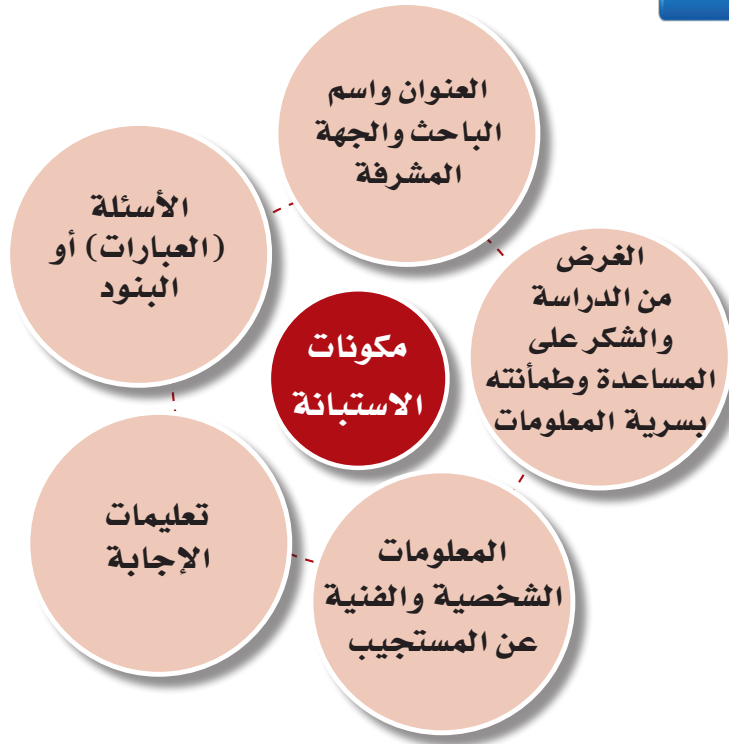 العنوان واسم
الباحث والجهة
المشرفة
الغرض
من الدراسة
والشكر على
المساعدة وطمأنته
بسرية المعلومات
المعلومات
الشخصية والفنية
عن المستجيب
تعليمات
الإجابة
الأسئلة
(العبارات) أو
البنود
مكونات
الاستبانة